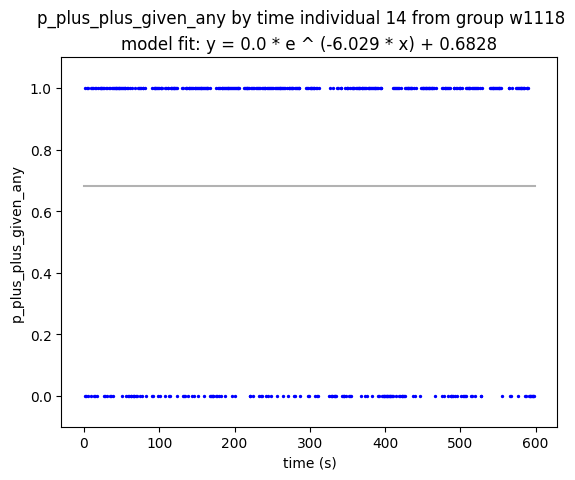 p_plus_plus_given_any by time individual 14 from group w1118
model fit: y = 0.0 * e ^ (-6.029 * x) + 0.6828
1.0
0.8
0.6
0.4
0.2
0.0
p_plus_plus_given_any
0 100 200 300 400 500 600
time (s)